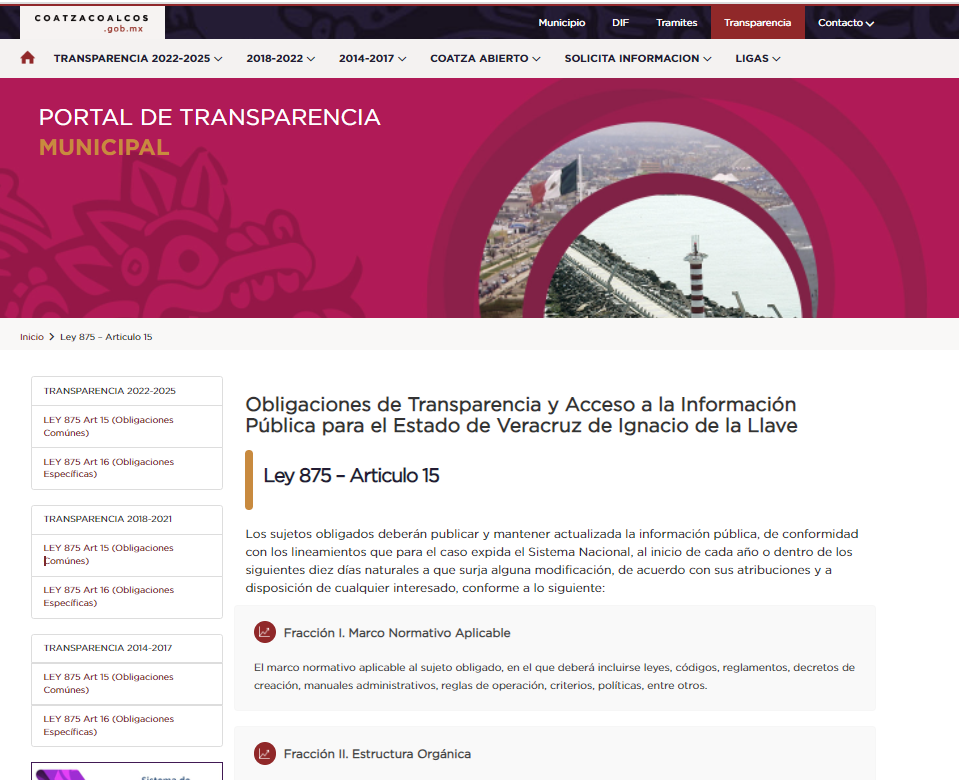 COATZACOALCOS
.gob.mx
Municipio
DIF
Tramites
Transparencia
Contacto
TRANSPARENCIA 2022-2025
2018-2022
2014-2017
COATZA ABIERTO
SOLICITA INFORMACION
LIGAS
PORTAL DE TRANSPARENCIA
MUNICIPAL
Inicio > Ley 875 – Articulo 15
TRANSPARENCIA 2022-2025
LEY 875 Art 15 (Obligaciones
Comúnes)
LEY 875 Art 16 (Obligaciones
Específicas)
TRANSPARENCIA 2018-2021
LEY 875 Art 15 (Obligaciones
Comúnes)
LEY 875 Art 16 (Obligaciones
Específicas)
TRANSPARENCIA 2014-2017
LEY 875 Art 15 (Obligaciones
Comúnes)
LEY 875 Art 16 (Obligaciones
Específicas)
Sistema de
Obligaciones de Transparencia y Acceso a la Información
Pública para el Estado de Veracruz de Ignacio de la Llave
Ley 875 – Articulo 15
Los sujetos obligados deberán publicar y mantener actualizada la información pública, de conformidad
con los lineamientos que para el caso expida el Sistema Nacional, al inicio de cada año o dentro de los
siguientes diez días naturales a que surja alguna modificación, de acuerdo con sus atribuciones y a
disposición de cualquier interesado, conforme a lo siguiente:
Fracción I. Marco Normativo Aplicable
El marco normativo aplicable al sujeto obligado, en el que deberá incluirse leyes, códigos, reglamentos, decretos de
creación, manuales administrativos, reglas de operación, criterios, políticas, entre otros.
Fracción II. Estructura Orgánica